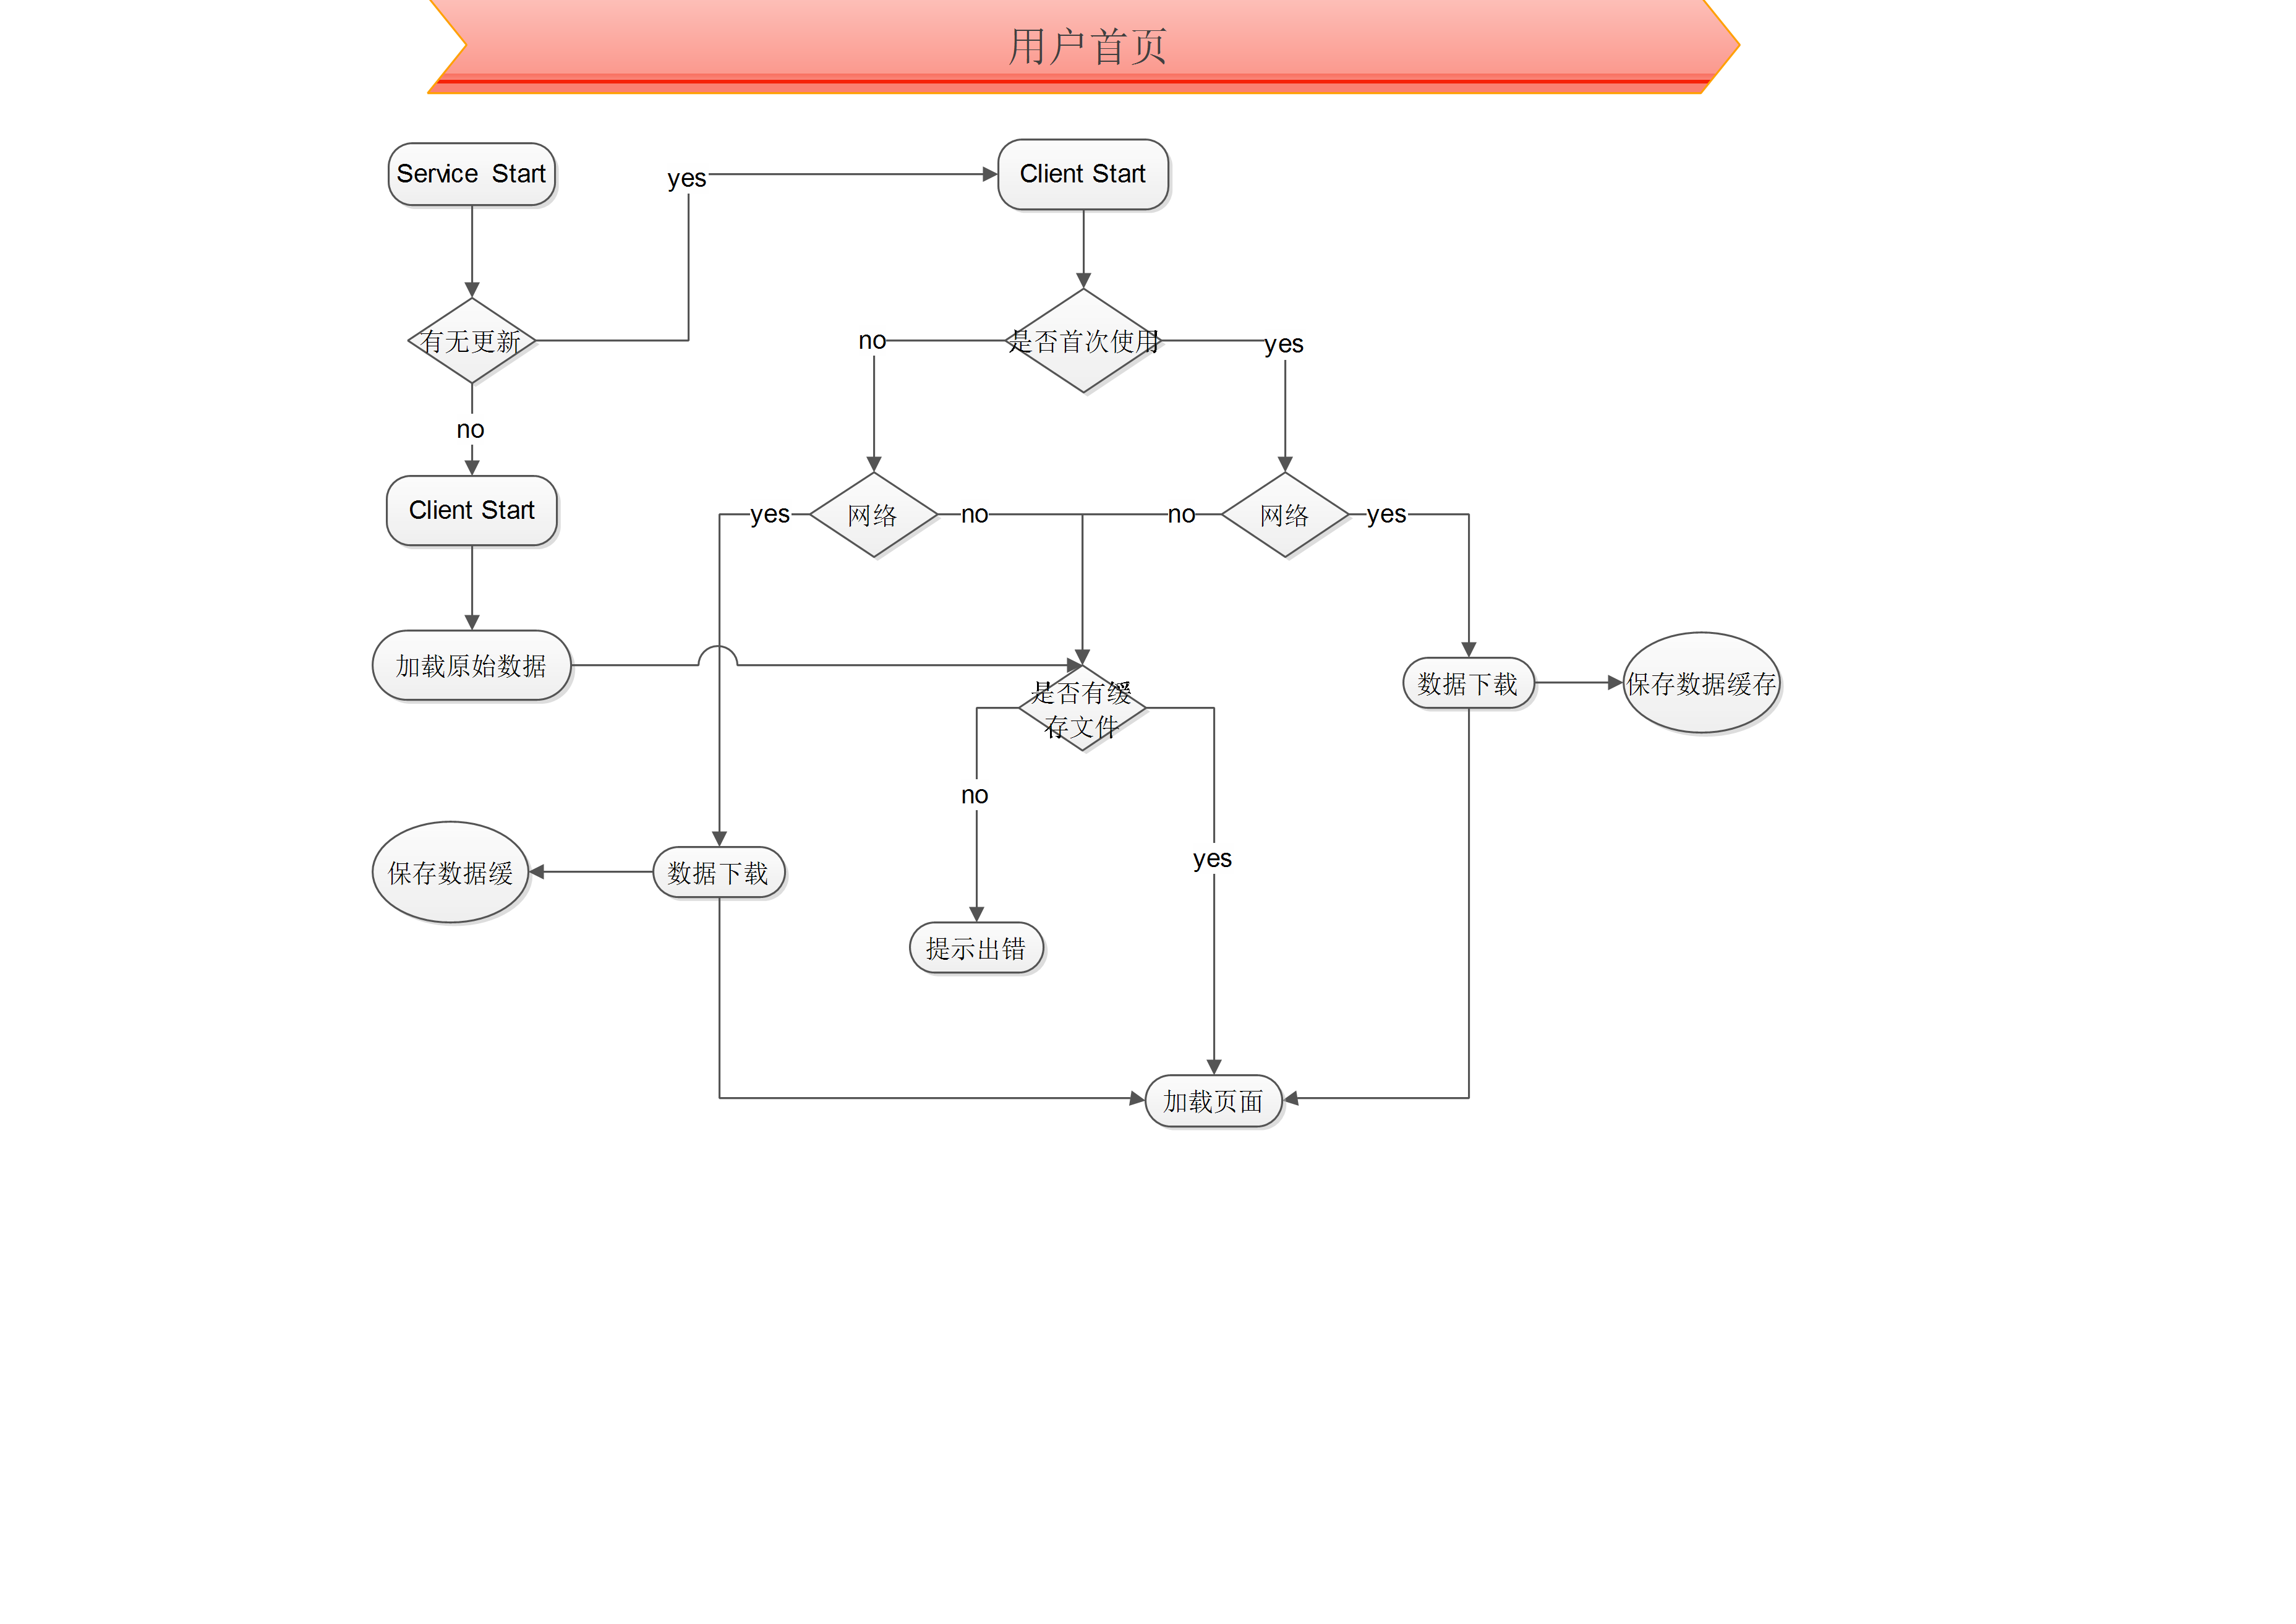 用户首页
Service Start
yes
Client Start
有无更新
no
是否首次使用
yes
no
Client Start
yes
网络
no
no
网络
yes
加载原始数据
是否有缓
存文件
数据下载
保存数据缓存
no
yes
保存数据缓
数据下载
提示出错
加载页面